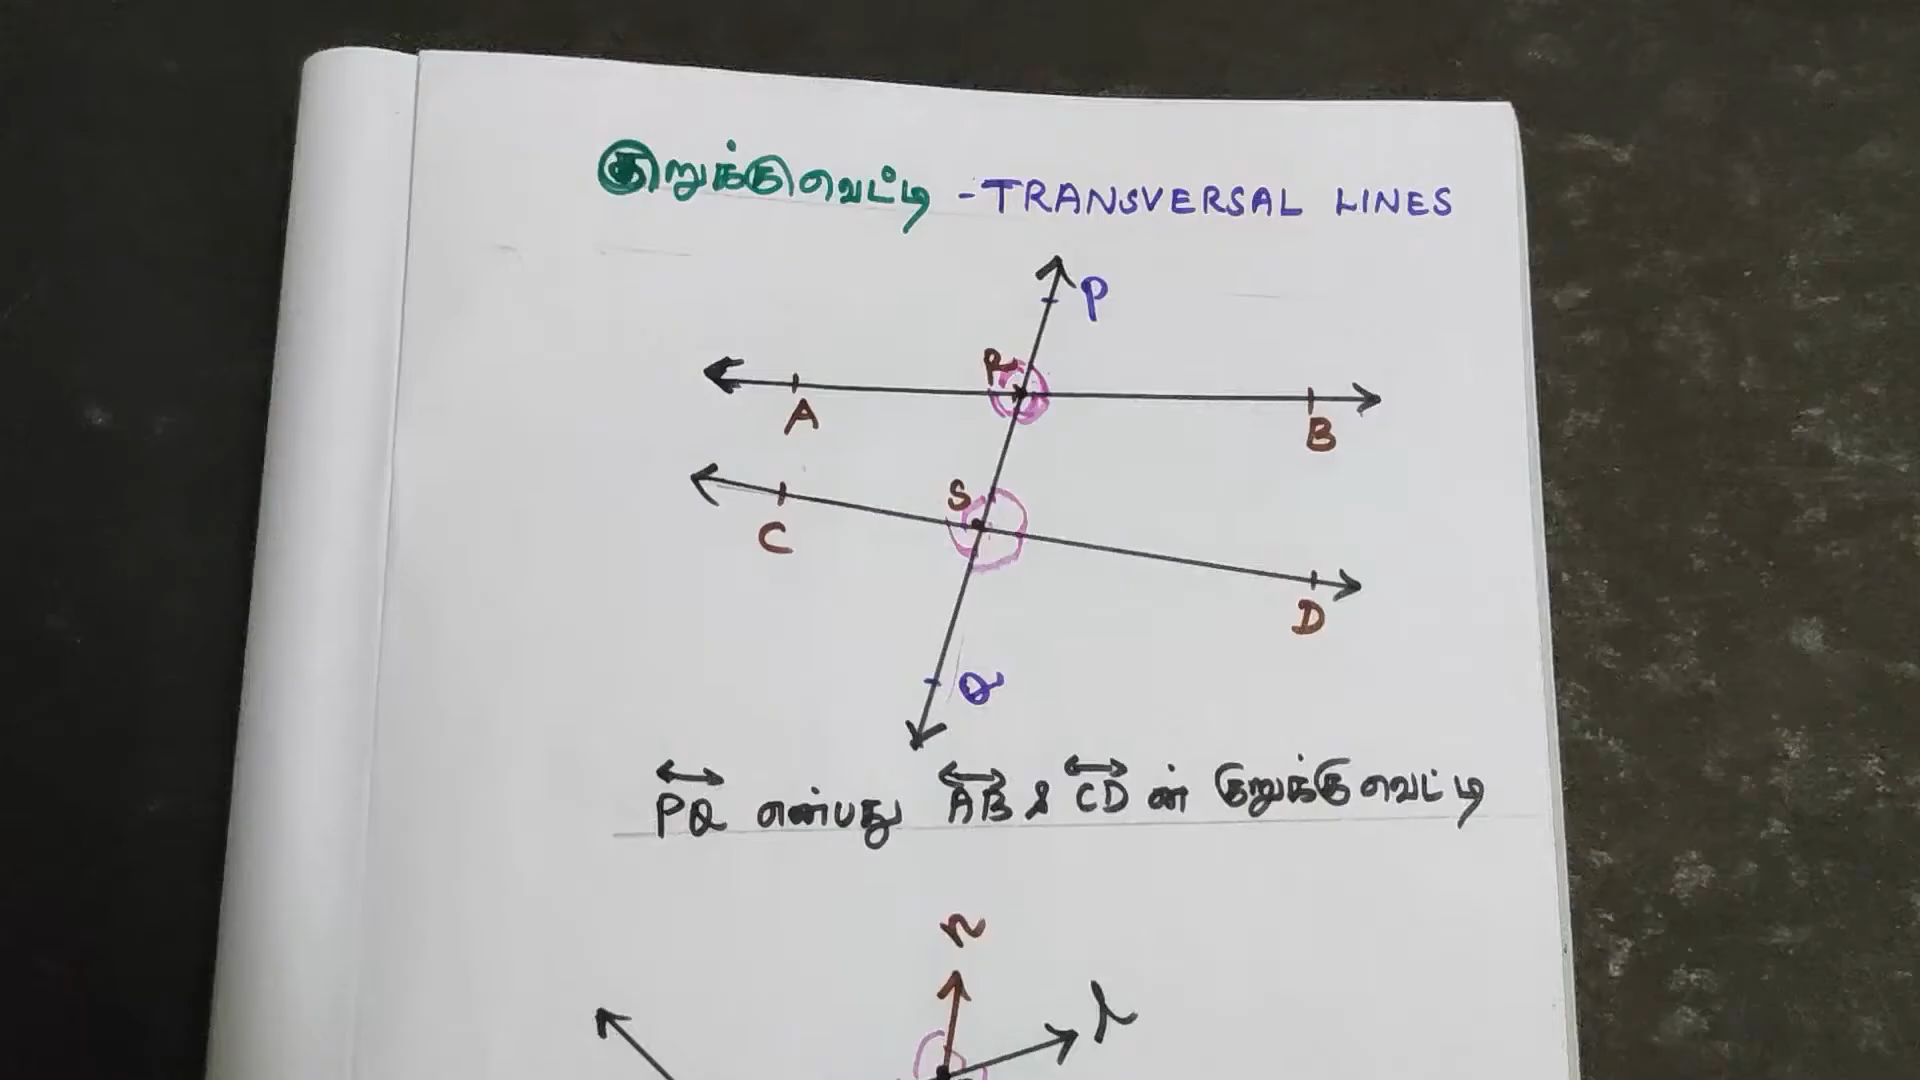 குறுக்குவெட்டி - TRANSVERSAL LINES
P
R
A
B
S
C
D
Q
PQ என்பது AB & CD ன் குறுக்குவெட்டி
n
l